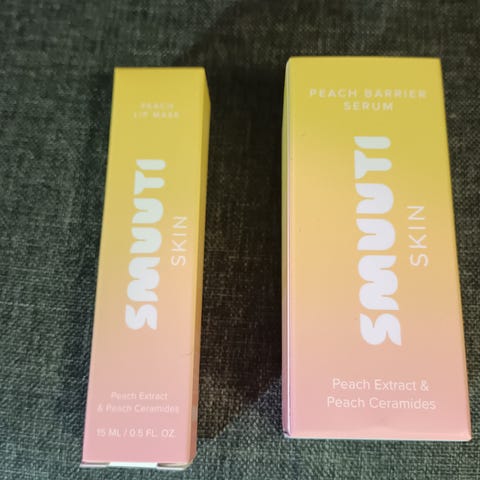 PEACH
LIP MASK
SMUUTI
SKIN
Peach Extract
& Peach Ceramides
15 ML / 0.5 FL. OZ
PEACH BARRIER
SERUM
SMUUTI
SKIN
Peach Extract &
Peach Ceramides